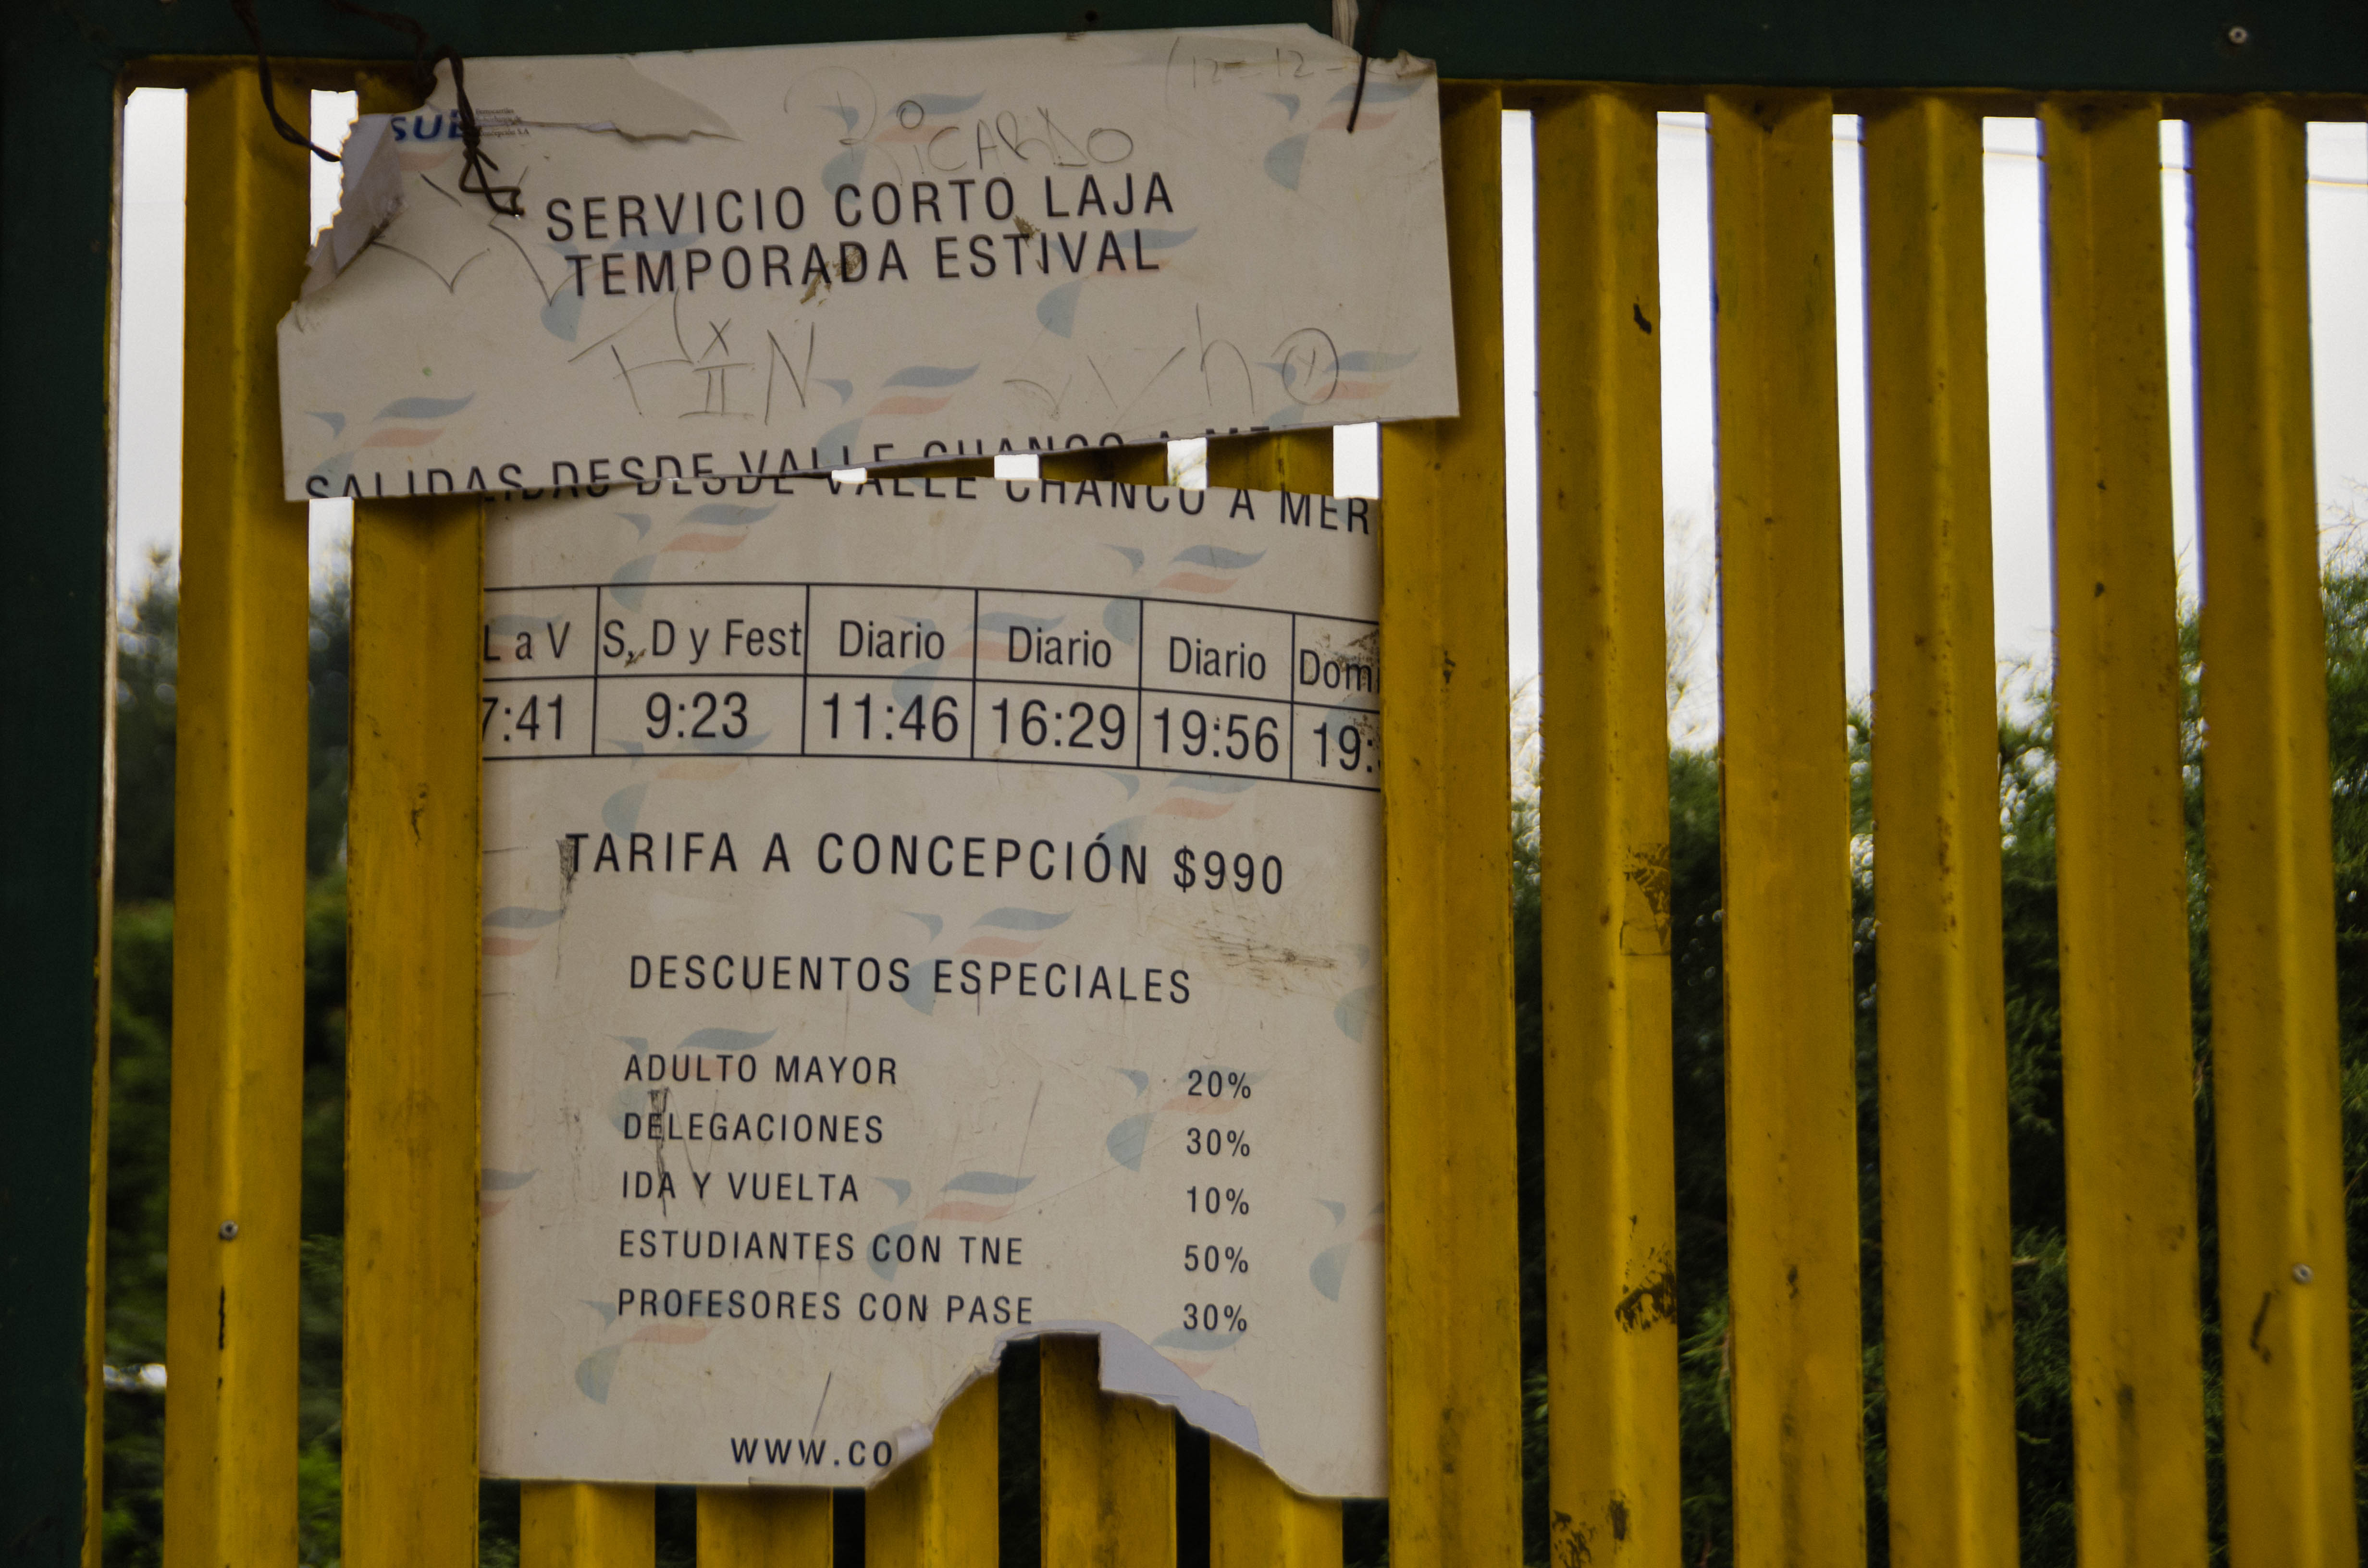 RiCARDO
SERVICIO CORTO LAJA
TEMPORADA ESTIVAL
SALIDAS DESDE VALLE CHANCO A MER
L a V S, D y Fest Diario Diario Diario Dom
7:41 9:23 11:46 16:29 19:56 19:
TARIFA A CONCEPCIÓN $990
DESCUENTOS ESPECIALES
ADULTO MAYOR 20%
DELEGACIONES 30%
IDA Y VUELTA 10%
ESTUDIANTES CON TNE 50%
PROFESORES CON PASE 30%
www.co